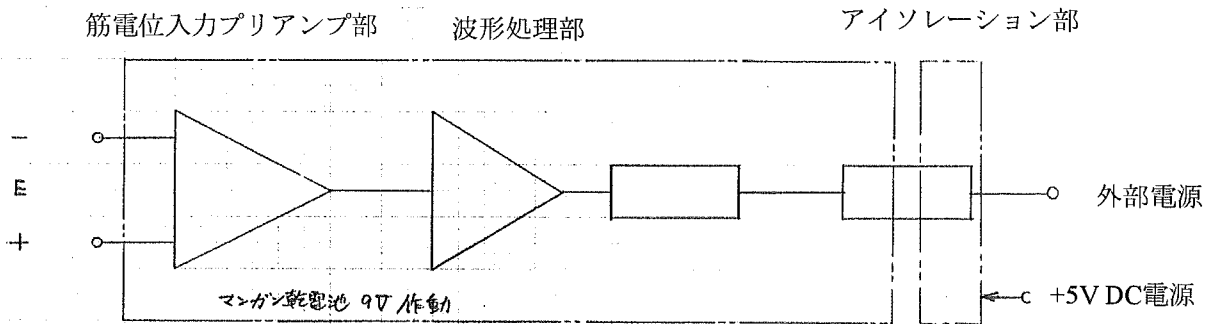 筋電位入力プリアンプ部 波形処理部 アイソレーション部
−
E
+
外部電源
マンガン乾電池 9V 作動
c +5V DC電源